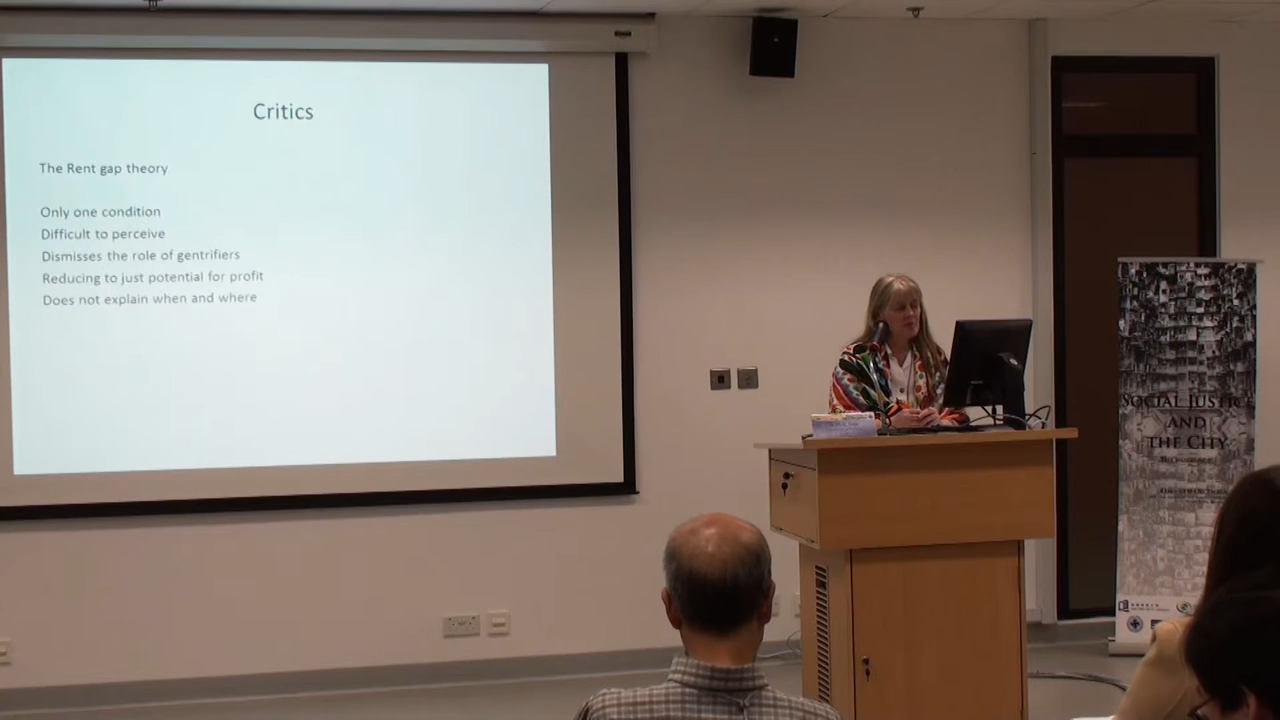 Critics
The Rent gap theory
Only one condition
Difficult to perceive
Dismisses the role of gentrifiers
Reducing to just potential for profit
Does not explain when and where
Social Justice
and
the City